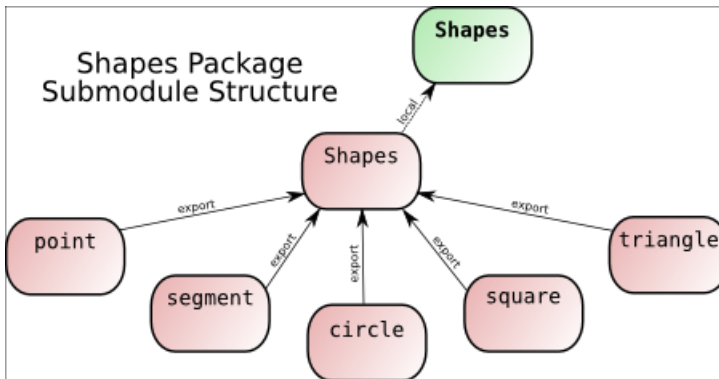 Shapes
Shapes Package
Submodule Structure
local
Shapes
export
export
point
triangle
export
export
export
segment
square
circle